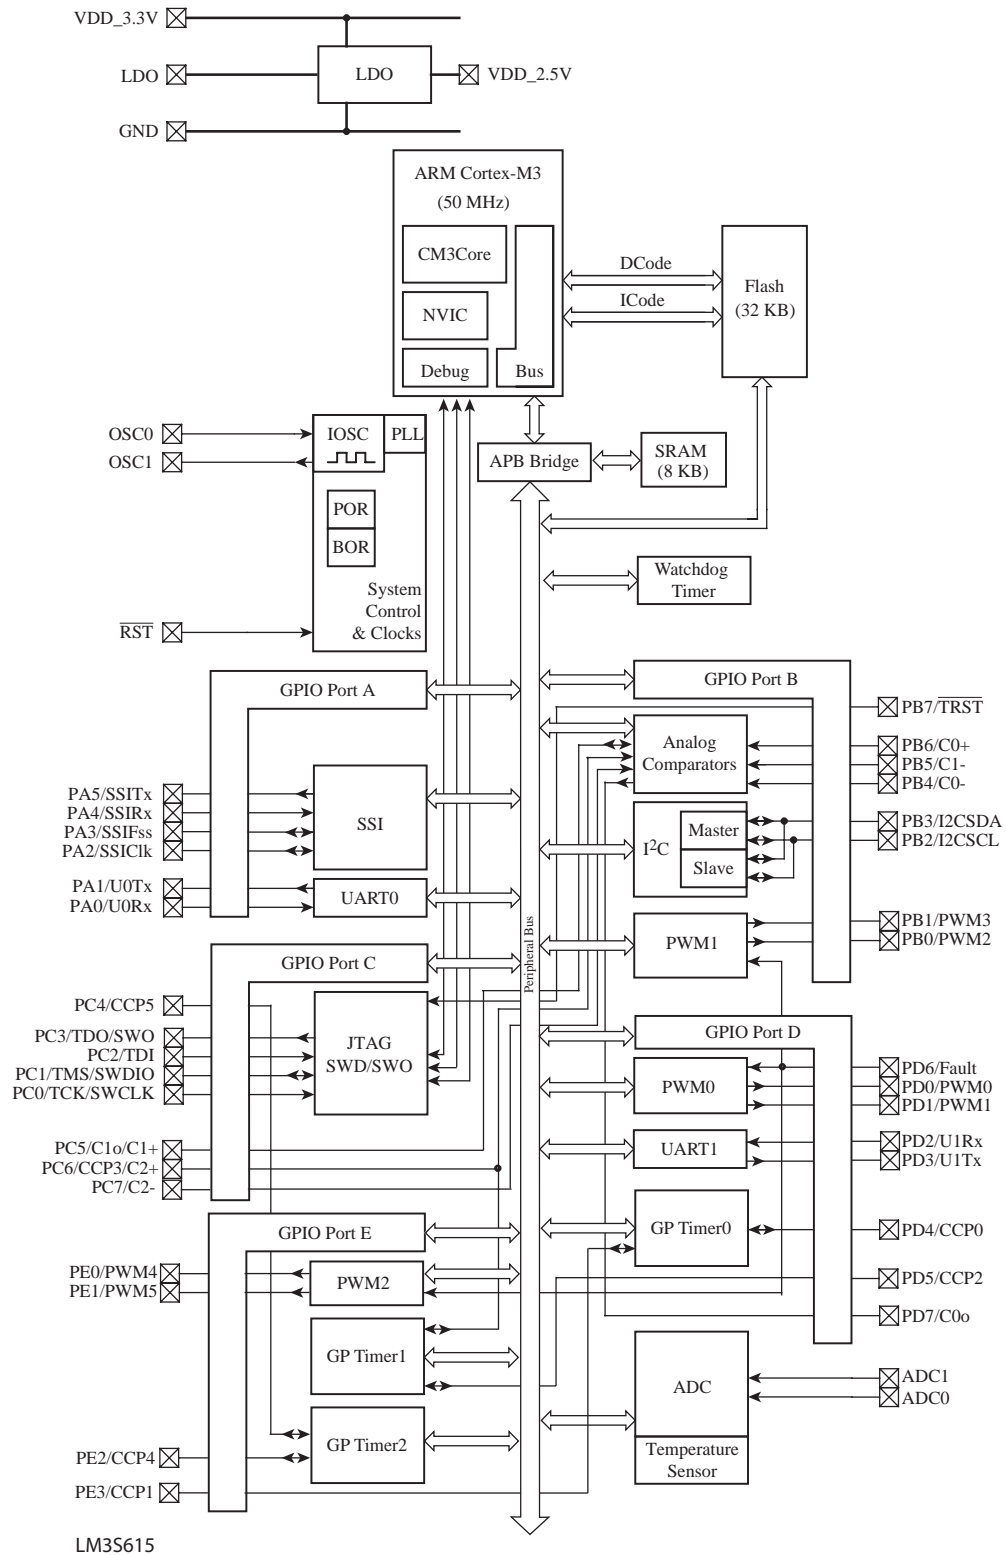 VDD_3.3V
LDO
LDO
VDD_2.5V
GND
ARM Cortex-M3
(50 MHz)
CM3Core
NVIC
Debug
Bus
DCode
ICode
Flash
(32 KB)
OSC0
OSC1
IOSC
PLL
POR
BOR
System
Control
& Clocks
RST
APB Bridge
SRAM
(8 KB)
Watchdog
Timer
Peripheral Bus
GPIO Port A
PA5/SSITx
PA4/SSIRx
PA3/SSIFss
PA2/SSIClk
SSI
PA1/U0Tx
PA0/U0Rx
UART0
GPIO Port B
PB7/TRST
Analog
Comparators
PB6/C0+
PB5/C1-
PB4/C0-
I2C
Master
Slave
PB3/I2CSDA
PB2/I2CSCL
PWM1
PB1/PWM3
PB0/PWM2
GPIO Port C
PC4/CCP5
PC3/TDO/SWO
PC2/TDI
PC1/TMS/SWDIO
PC0/TCK/SWCLK
JTAG
SWD/SWO
PC5/C1o/C1+
PC6/CCP3/C2+
PC7/C2-
GPIO Port D
PWM0
PD6/Fault
PD0/PWM0
PD1/PWM1
UART1
PD2/U1Rx
PD3/U1Tx
GP Timer0
PD4/CCP0
PD5/CCP2
PD7/C0o
GPIO Port E
PE0/PWM4
PE1/PWM5
PWM2
GP Timer1
GP Timer2
PE2/CCP4
PE3/CCP1
ADC
Temperature
Sensor
ADC1
ADC0
LM3S615